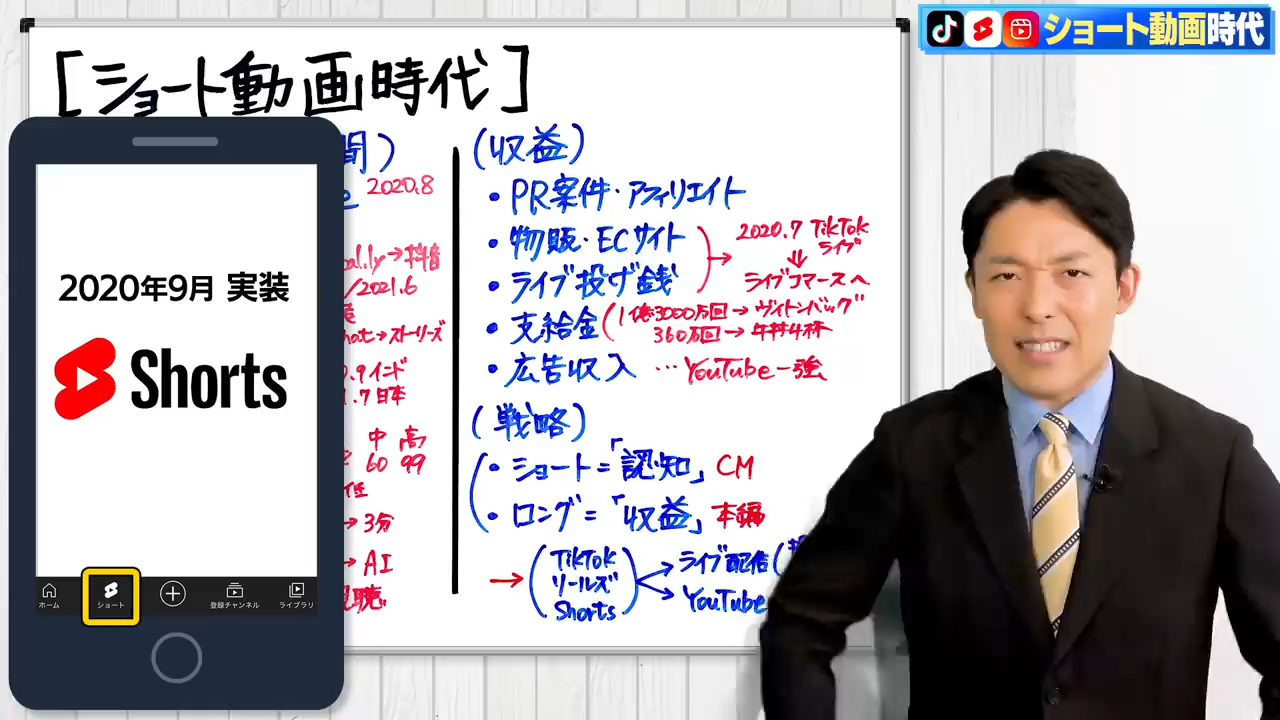 ショート動画時代
[ショート動画時代]
2020年9月 実装
Shorts
ホーム
ショート
登録チャンネル
ライブラリ
間)
2020.8
→抖音
/2021.6
→ストーリーズ
.9インド
.7日本
中 高
60 99
→3分
→AI
聴
(収益)
・PR案件・アフィリエイト
・物販・ECサイト
・ライブ投げ銭
2020.7 TikTok
ライブ
ライブコマースへ
・支給金(1億3000万回→ヴィトンバッグ
360万回→牛丼4杯
・広告収入 …YouTube一強
(戦略)
・ショート=「認知」CM
・ロング=「収益」本編
→(TikTok
リールズ
Shorts)
→ライブ配信(
→YouTube